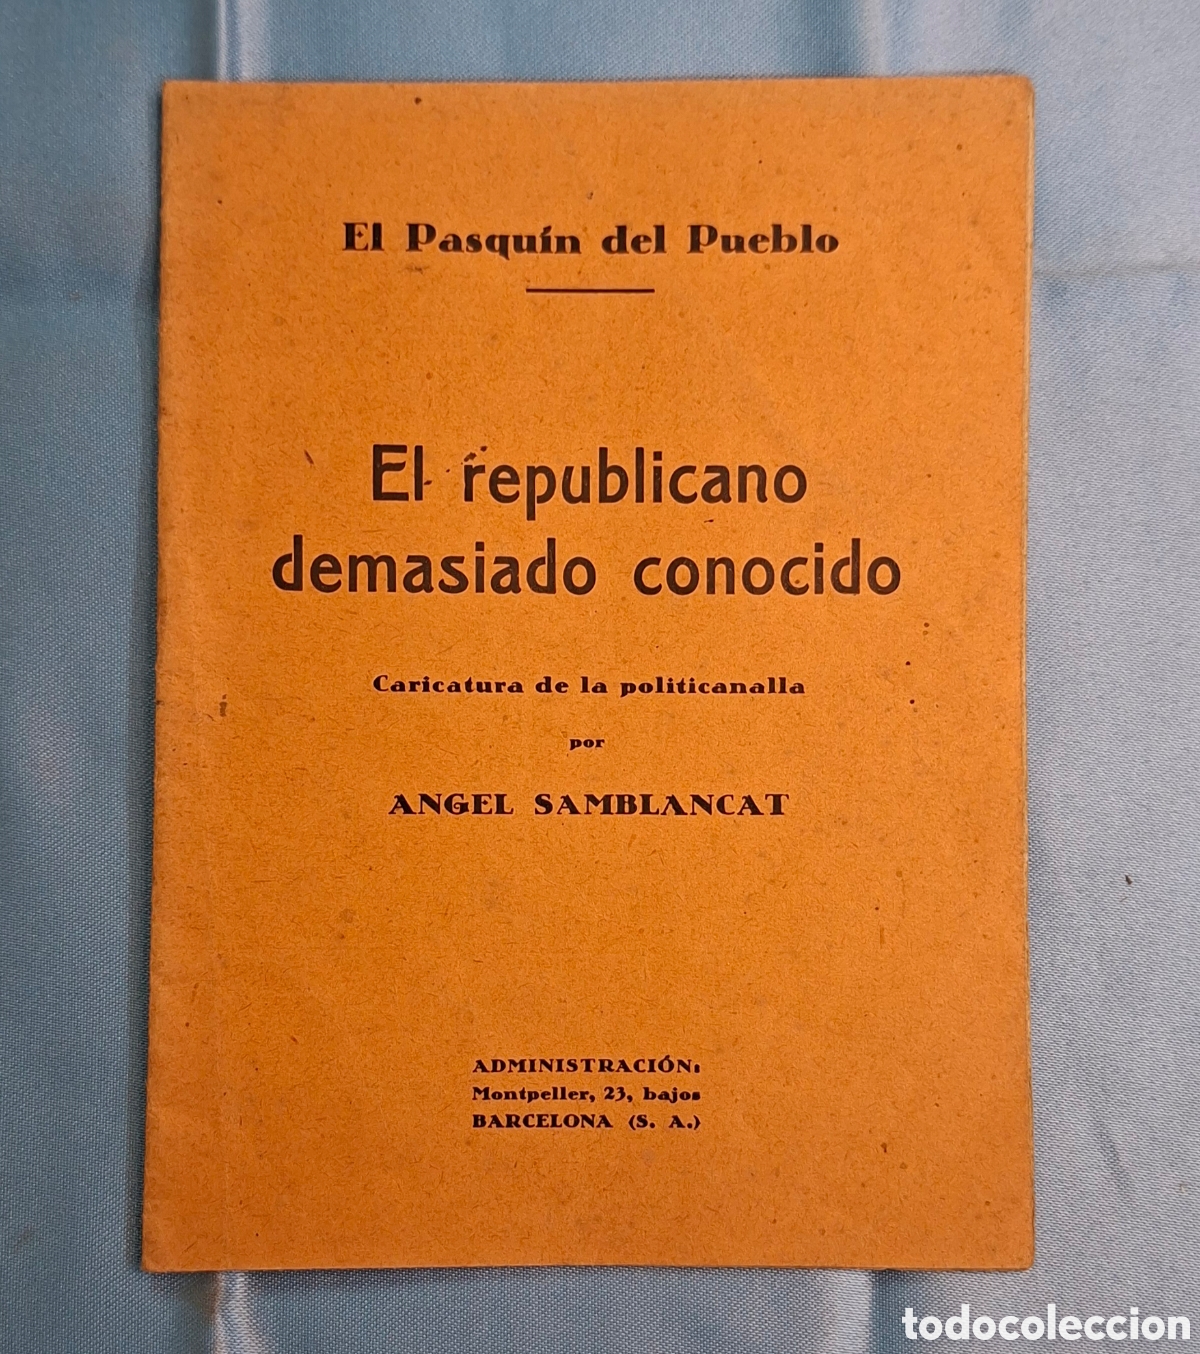 El Pasquín del Pueblo
El republicano
demasiado conocido
Caricatura de la politicanalla
por
ANGEL SAMBLANCAT
ADMINISTRACIÓN:
Montpeller, 23, bajos
BARCELONA (S. A.)
todocoleccion